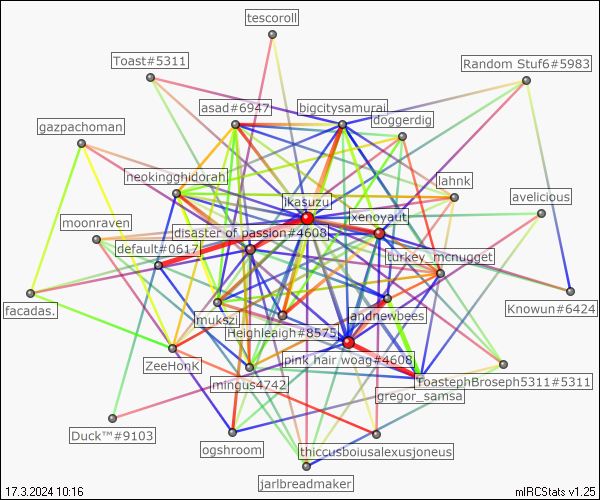 tescoroll
Toast#5311
Random Stuf6#5983
asad#6947
bigcitysamurai
doggerdig
gazpachoman
neokingghidorah
lahnk
avelicious
ikasuzu
xenoyaut
moonraven
disaster of passion#4608
default#0617
turkey_mcnugget
facadas.
Knowun#6424
imukszi
andnewbees
Heighleaigh#8575
ZeeHonK
pink hair woag#4608
mingus4742
ToastephBroseph5311#5311
gregor_samsa
Duck™#9103
ogshroom
thiccusboiusalexusjoneus
jarlbreadmaker
17.3.2024 10:16
mIRCStats v1.25